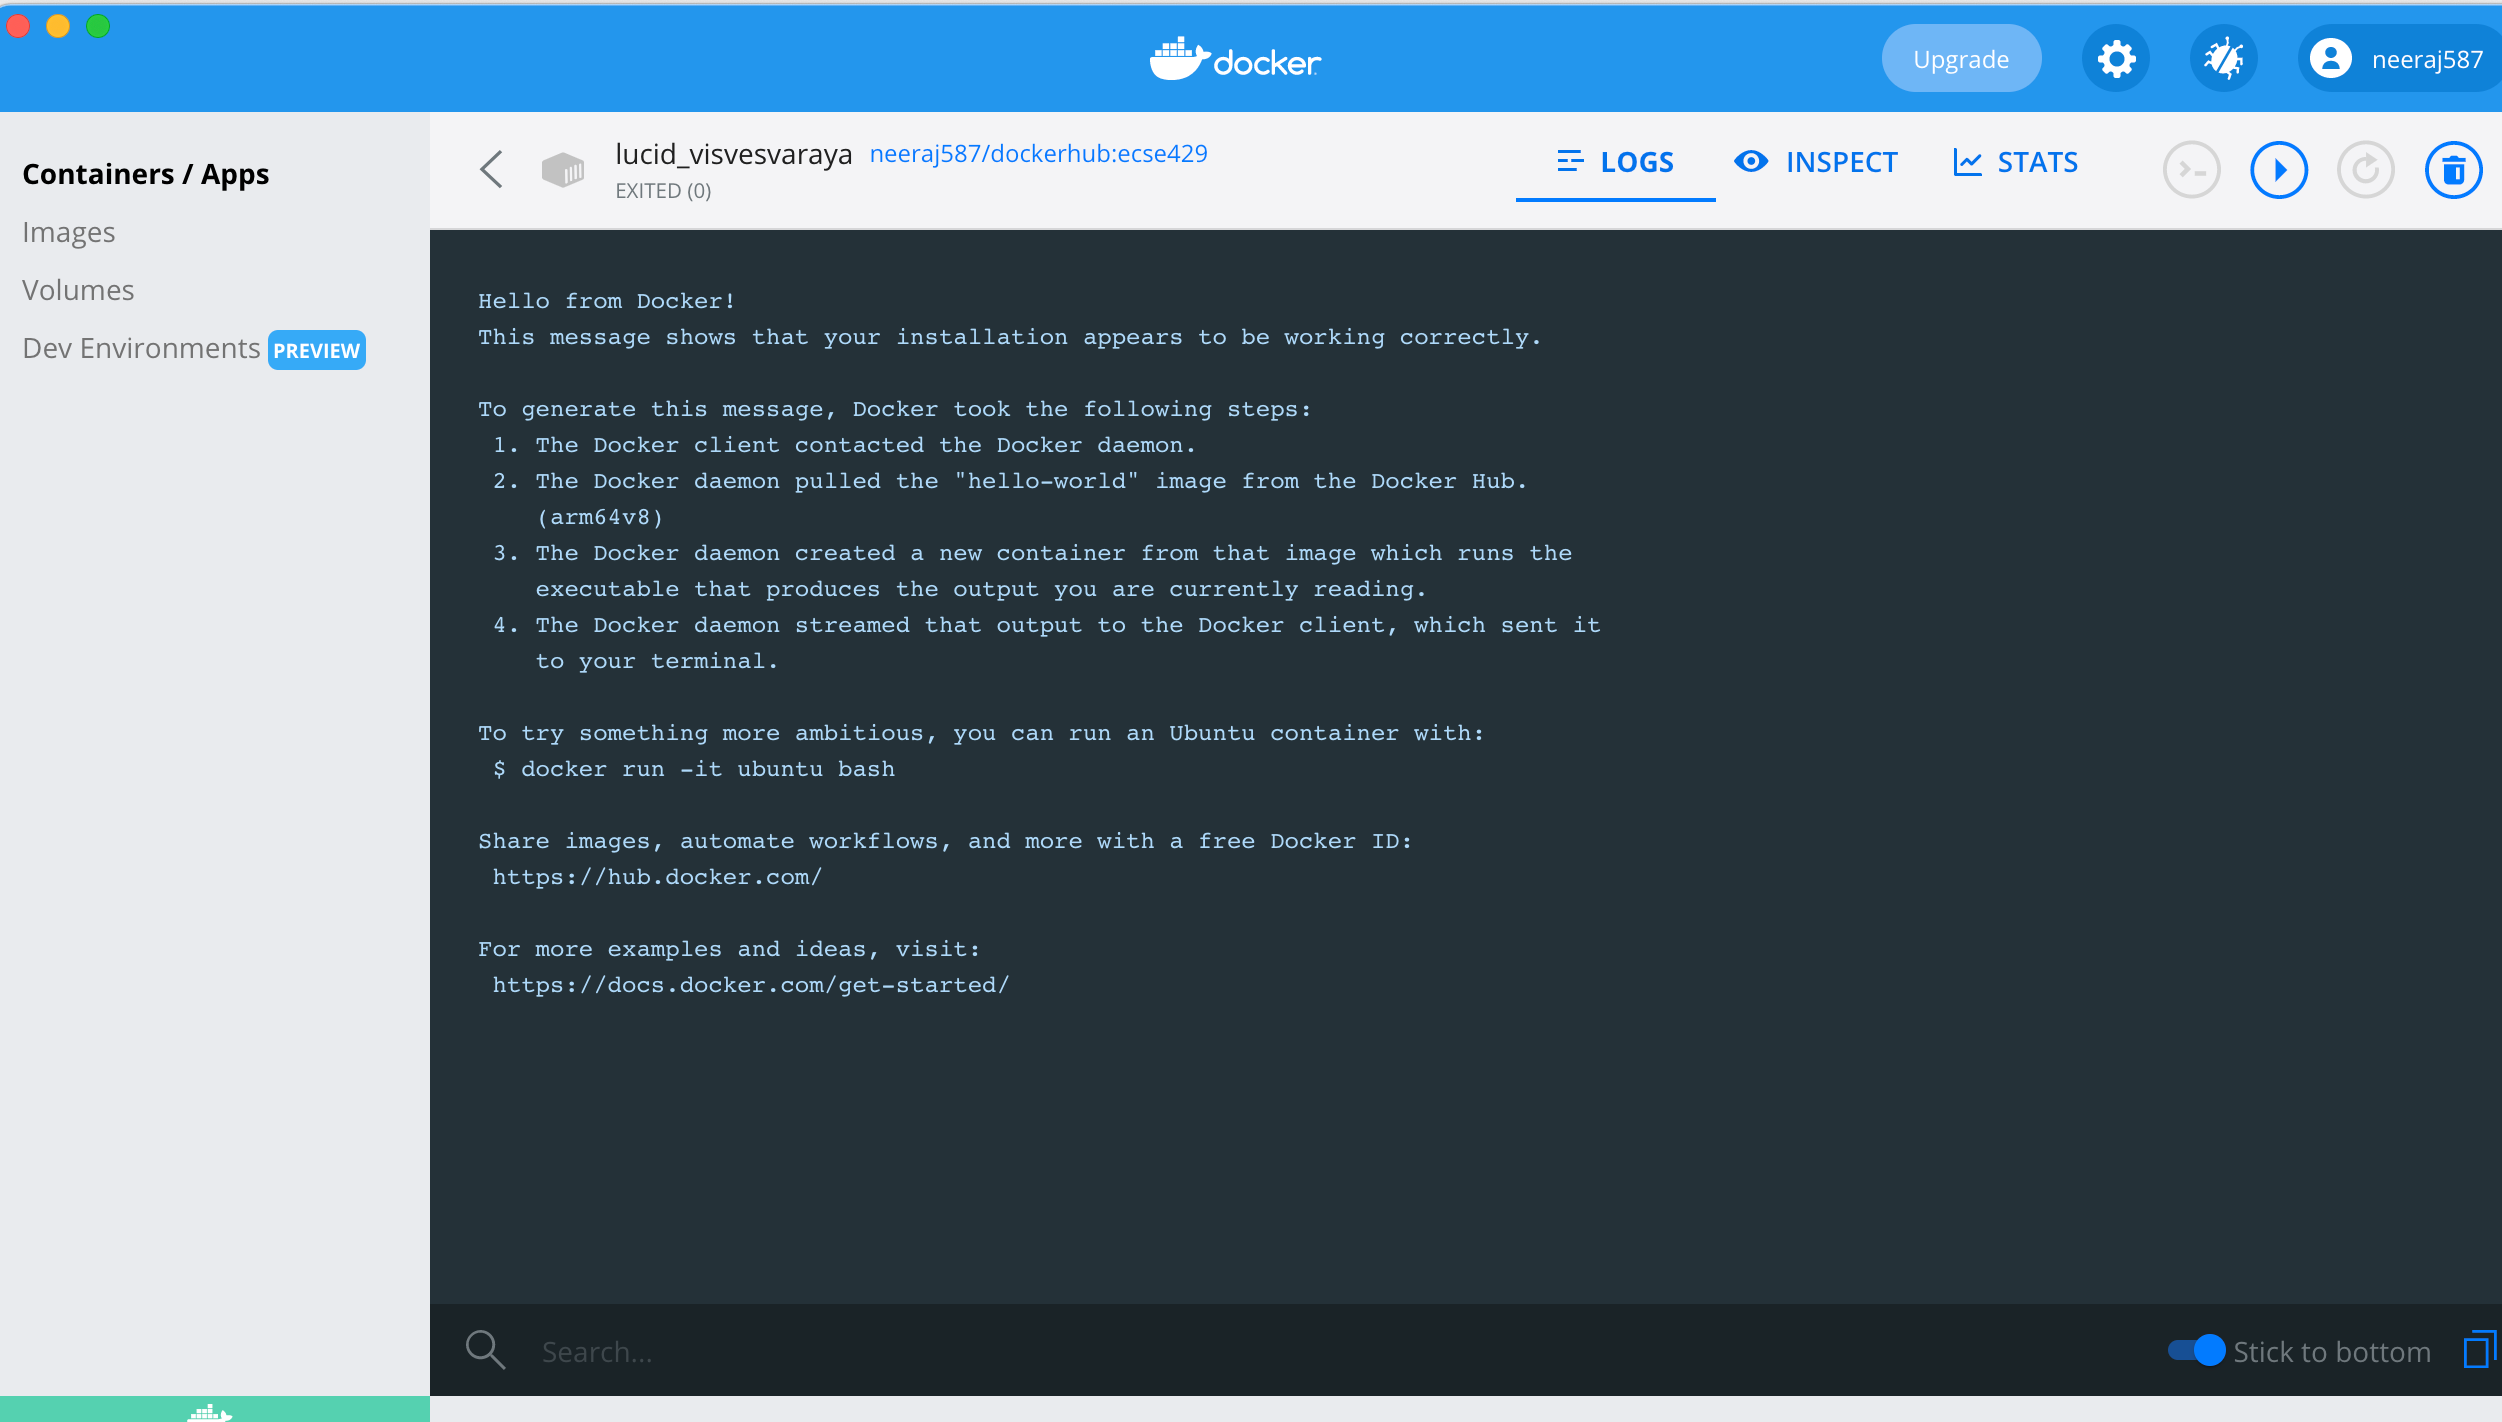 docker
Upgrade
neeraj587
Containers / Apps
Images
Volumes
Dev Environments PREVIEW
lucid_visvesvaraya neeraj587/dockerhub:ecse429
EXITED (0)
LOGS INSPECT STATS
Hello from Docker!
This message shows that your installation appears to be working correctly.
To generate this message, Docker took the following steps:
1. The Docker client contacted the Docker daemon.
2. The Docker daemon pulled the "hello-world" image from the Docker Hub.
(arm64v8)
3. The Docker daemon created a new container from that image which runs the
executable that produces the output you are currently reading.
4. The Docker daemon streamed that output to the Docker client, which sent it
to your terminal.
To try something more ambitious, you can run an Ubuntu container with:
$ docker run -it ubuntu bash
Share images, automate workflows, and more with a free Docker ID:
https://hub.docker.com/
For more examples and ideas, visit:
https://docs.docker.com/get-started/
Search...
Stick to bottom